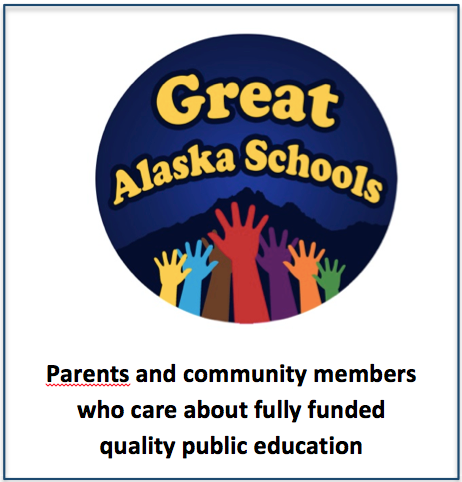 Great
Alaska Schools
Parents and community members
who care about fully funded
quality public education